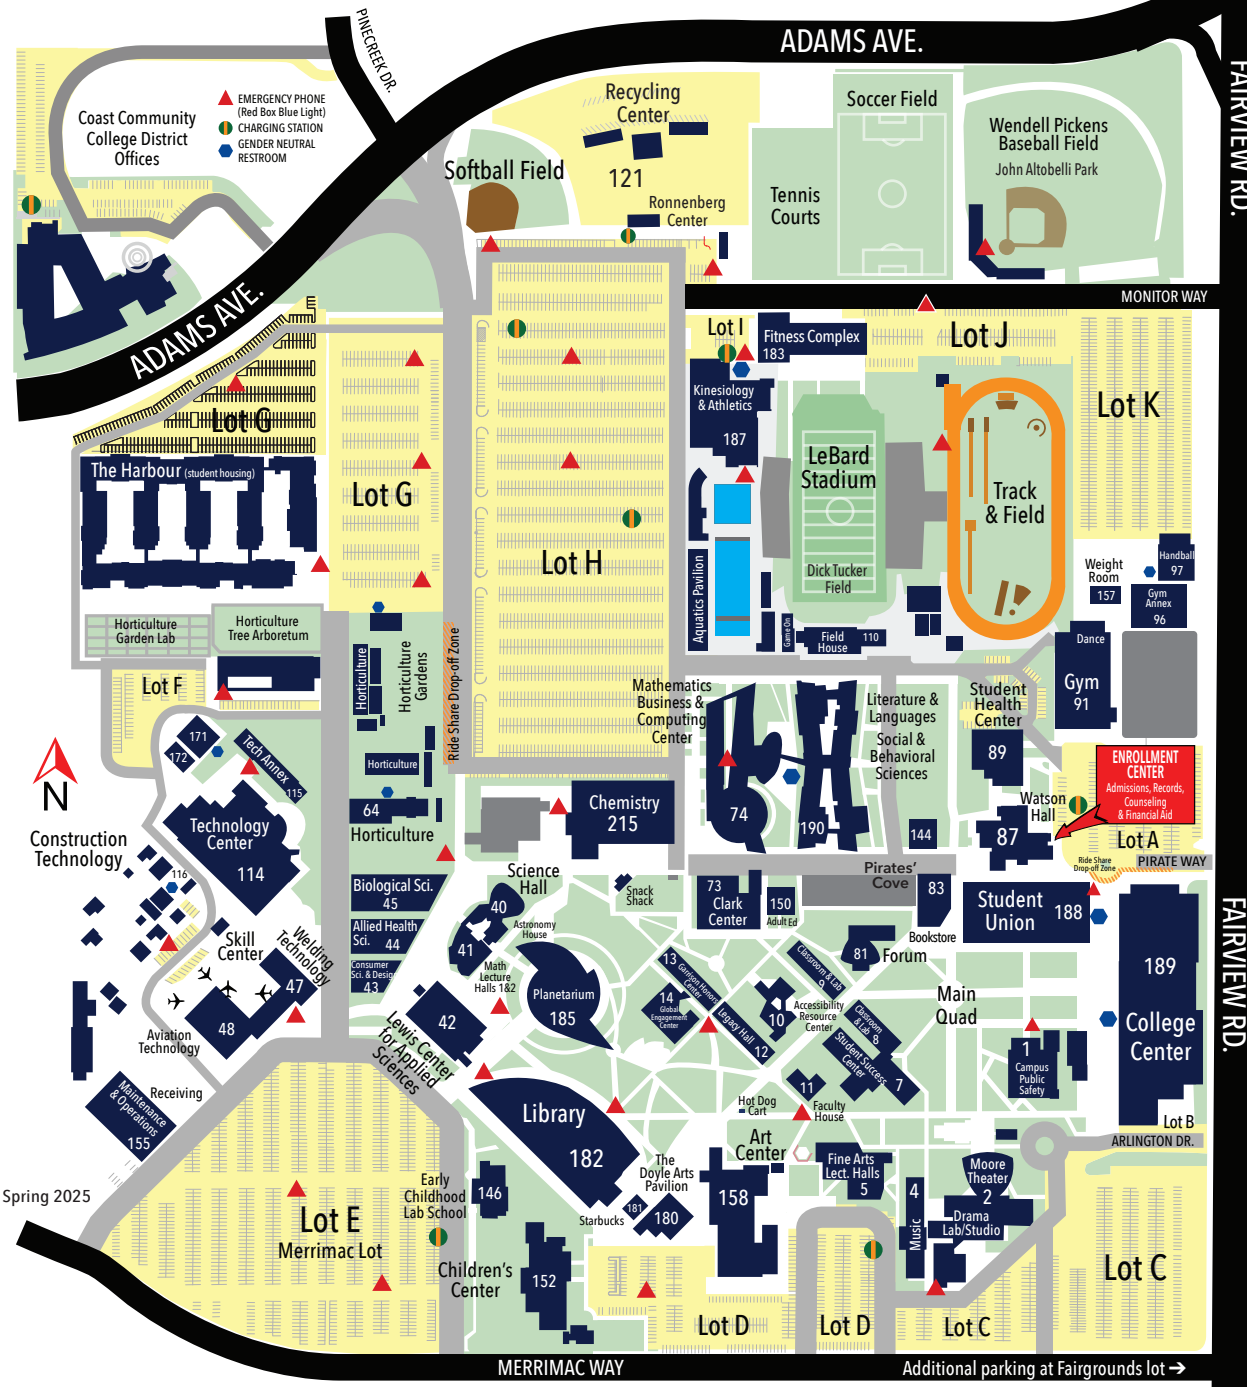 ADAMS AVE.
PINECREEK DR.
FAIRVIEW RD.
EMERGENCY PHONE
(Red Box Blue Light)
CHARGING STATION
GENDER NEUTRAL
RESTROOM
Coast Community
College District
Offices
Recycling
Center
121
Softball Field
Ronnenberg
Center
Soccer Field
Tennis
Courts
Wendell Pickens
Baseball Field
John Altobelli Park
MONITOR WAY
ADAMS AVE.
Lot G
The Harbour (student housing)
Lot G
Lot H
Lot I
Fitness Complex
183
Kinesiology
& Athletics
187
Lot J
Lot K
LeBard
Stadium
Dick Tucker
Field
Track
& Field
Aquatics Pavilion
Game On
Field
House
110
Weight
Room
157
Handball
97
Gym
Annex
96
Dance
Gym
91
Horticulture
Garden Lab
Horticulture
Tree Arboretum
Lot F
Horticulture
Horticulture
Gardens
Ride Share Drop-off Zone
Horticulture
64
Horticulture
Mathematics
Business &
Computing
Center
74
190
Literature &
Languages
Social &
Behavioral
Sciences
144
Student
Health
Center
89
Watson
Hall
87
ENROLLMENT
CENTER
Admissions, Records,
Counseling
& Financial Aid
Lot A
Ride Share
Drop-off Zone
PIRATE WAY
N
171
172
Tech Annex
115
Technology
Center
114
Construction
Technology
116
Chemistry
215
Science
Hall
Snack
Shack
Biological Sci.
45
Allied Health
Sci.
44
Consumer
Sci. & Design
43
40
41
Astronomy
House
Math
Lecture
Halls 1&2
Planetarium
185
73
Clark
Center
150
Adult Ed
Pirates'
Cove
83
Bookstore
Student
Union
188
81
Forum
189
College
Center
FAIRVIEW RD.
Skill
Center
Welding
Technology
47
48
Aviation
Technology
42
Lewis Center
for Applied
Sciences
13
Garrison Honors
Center
14
Global
Engagement
Center
Legacy Hall
12
Classroom & Lab
9
10
Accessibility
Resource
Center
Classroom
& Lab
8
Student Success
Center
7
Main
Quad
1
Campus
Public
Safety
Receiving
Maintenance
& Operations
155
Library
182
Hot Dog
Cart
11
Faculty
House
Art
Center
Fine Arts
Lect. Halls
5
Moore
Theater
2
Drama
Lab/Studio
4
Music
Lot B
ARLINGTON DR.
Spring 2025
Lot E
Merrimac Lot
Early
Childhood
Lab School
146
Children's
Center
152
The
Doyle Arts
Pavilion
181
180
Starbucks
158
Lot D
Lot D
Lot C
Lot C
MERRIMAC WAY
Additional parking at Fairgrounds lot →